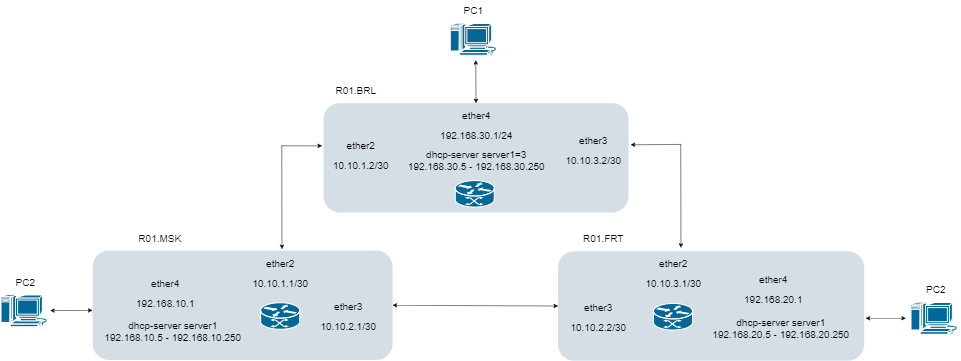 PC1
R01.BRL
ether4
192.168.30.1/24
ether2
10.10.1.2/30
dhcp-server server1=3
192.168.30.5 - 192.168.30.250
ether3
10.10.3.2/30
R01.MSK
ether2
10.10.1.1/30
ether4
192.168.10.1
dhcp-server server1
192.168.10.5 - 192.168.10.250
ether3
10.10.2.1/30
PC2
R01.FRT
ether2
10.10.3.1/30
ether3
10.10.2.2/30
ether4
192.168.20.1
dhcp-server server1
192.168.20.5 - 192.168.20.250
PC2